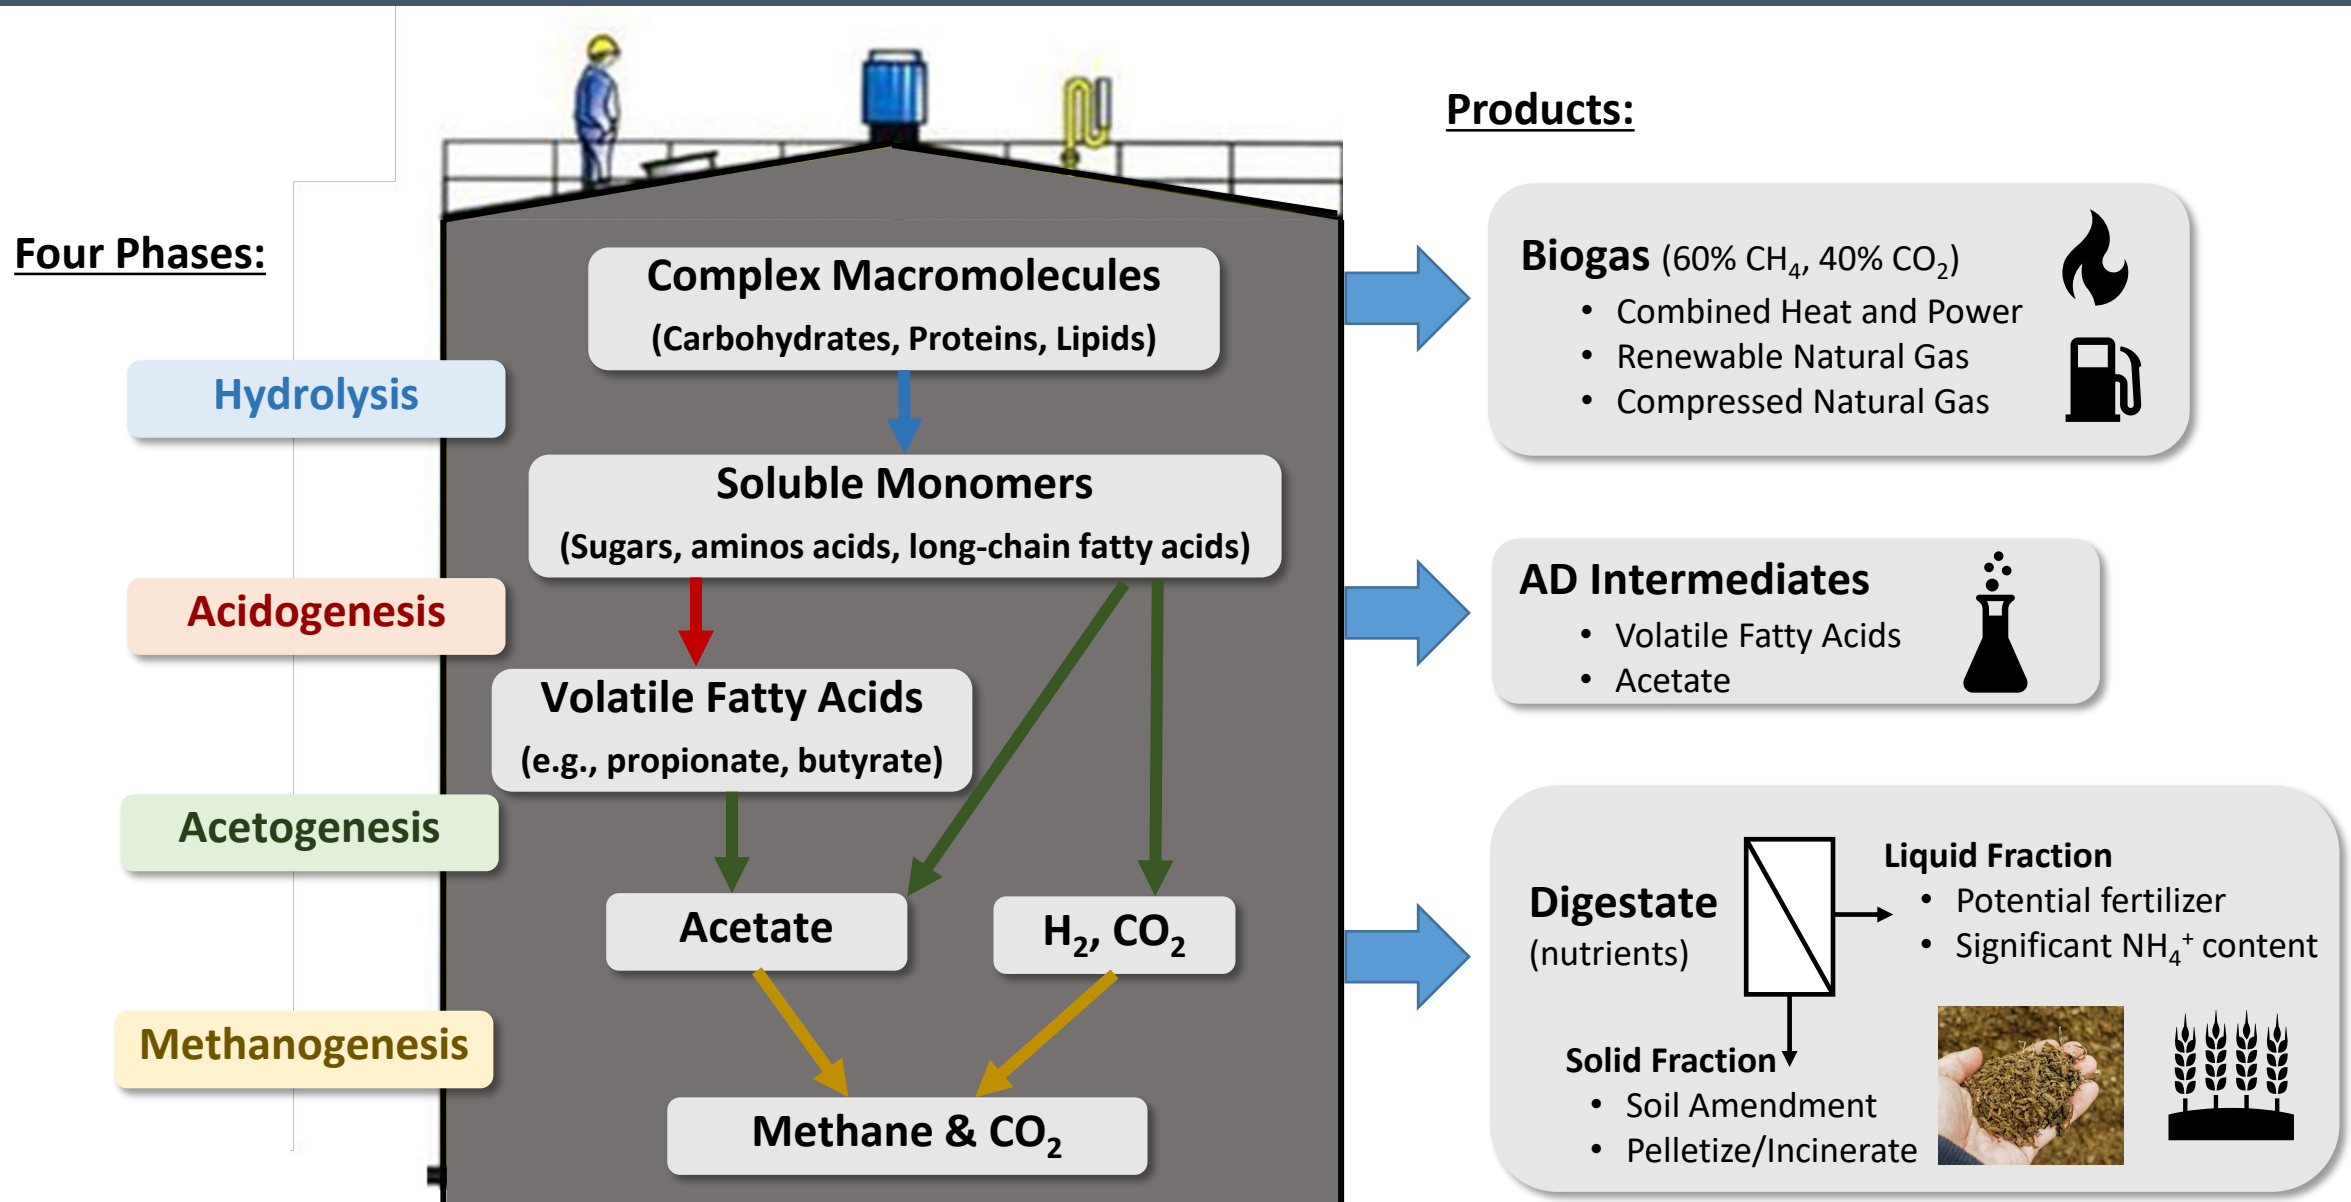 Four Phases:
Hydrolysis
Acidogenesis
Acetogenesis
Methanogenesis
Complex Macromolecules
(Carbohydrates, Proteins, Lipids)
Soluble Monomers
(Sugars, aminos acids, long-chain fatty acids)
Volatile Fatty Acids
(e.g., propionate, butyrate)
Acetate
H₂, CO₂
Methane & CO₂
Products:
Biogas (60% CH₄, 40% CO₂)
• Combined Heat and Power
• Renewable Natural Gas
• Compressed Natural Gas
AD Intermediates
• Volatile Fatty Acids
• Acetate
Digestate
(nutrients)
Liquid Fraction
• Potential fertilizer
• Significant NH₄⁺ content
Solid Fraction
• Soil Amendment
• Pelletize/Incinerate